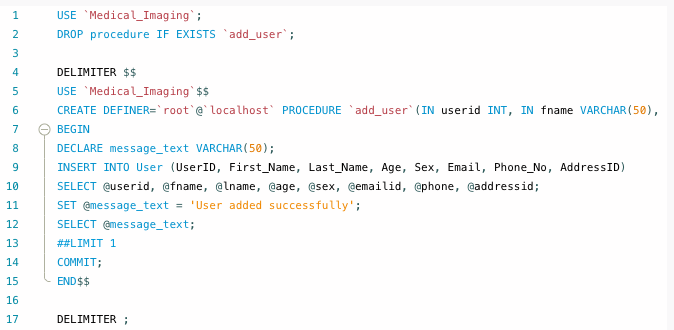 1 USE `Medical_Imaging`;
2 DROP procedure IF EXISTS `add_user`;
3
4 DELIMITER $$
5 USE `Medical_Imaging`$$
6 CREATE DEFINER=`root`@`localhost` PROCEDURE `add_user`(IN userid INT, IN fname VARCHAR(50),
7 BEGIN
8 DECLARE message_text VARCHAR(50);
9 INSERT INTO User (UserID, First_Name, Last_Name, Age, Sex, Email, Phone_No, AddressID)
10 SELECT @userid, @fname, @lname, @age, @sex, @emailid, @phone, @addressid;
11 SET @message_text = 'User added successfully';
12 SELECT @message_text;
13 ##LIMIT 1
14 COMMIT;
15 END$$
16
17 DELIMITER ;